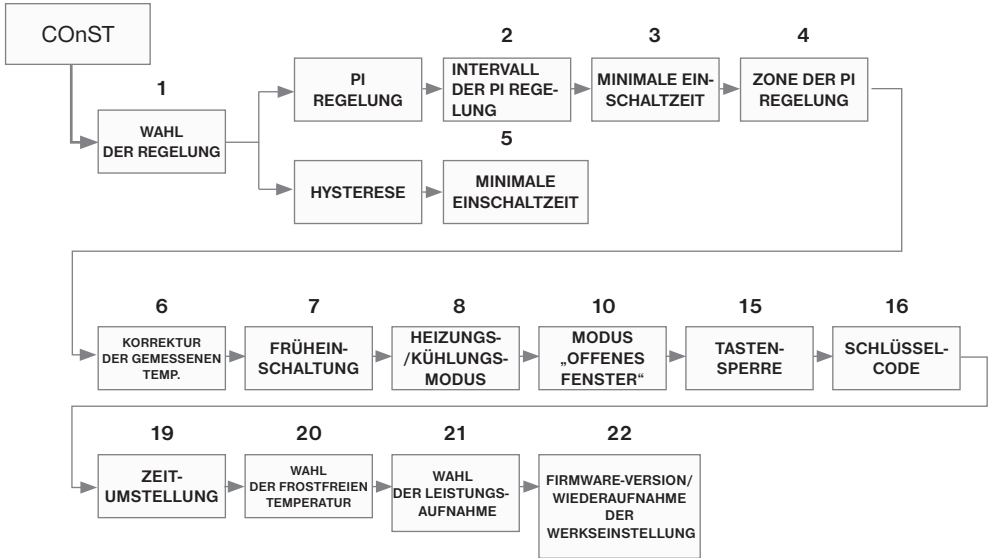 COnST
1
WAHL
DER REGELUNG
PI
REGELUNG
2
INTERVALL
DER PI REGE-
LUNG
3
MINIMALE EIN-
SCHALTZEIT
4
ZONE DER PI
REGELUNG
HYSTERESE
5
MINIMALE
EINSCHALTZEIT
6
KORREKTUR
DER GEMESSENEN
TEMP.
7
FRÜHEIN-
SCHALTUNG
8
HEIZUNGS-
/KÜHLUNGS-
MODUS
10
MODUS
„OFFENES
FENSTER“
15
TASTEN-
SPERRE
16
SCHLÜSSEL-
CODE
19
ZEIT-
UMSTELLUNG
20
WAHL
DER FROSTFREIEN
TEMPERATUR
21
WAHL
DER LEISTUNGS-
AUFNAHME
22
FIRMWARE-VERSION/
WIEDERAUFNAHME
DER
WERKSEINSTELLUNG